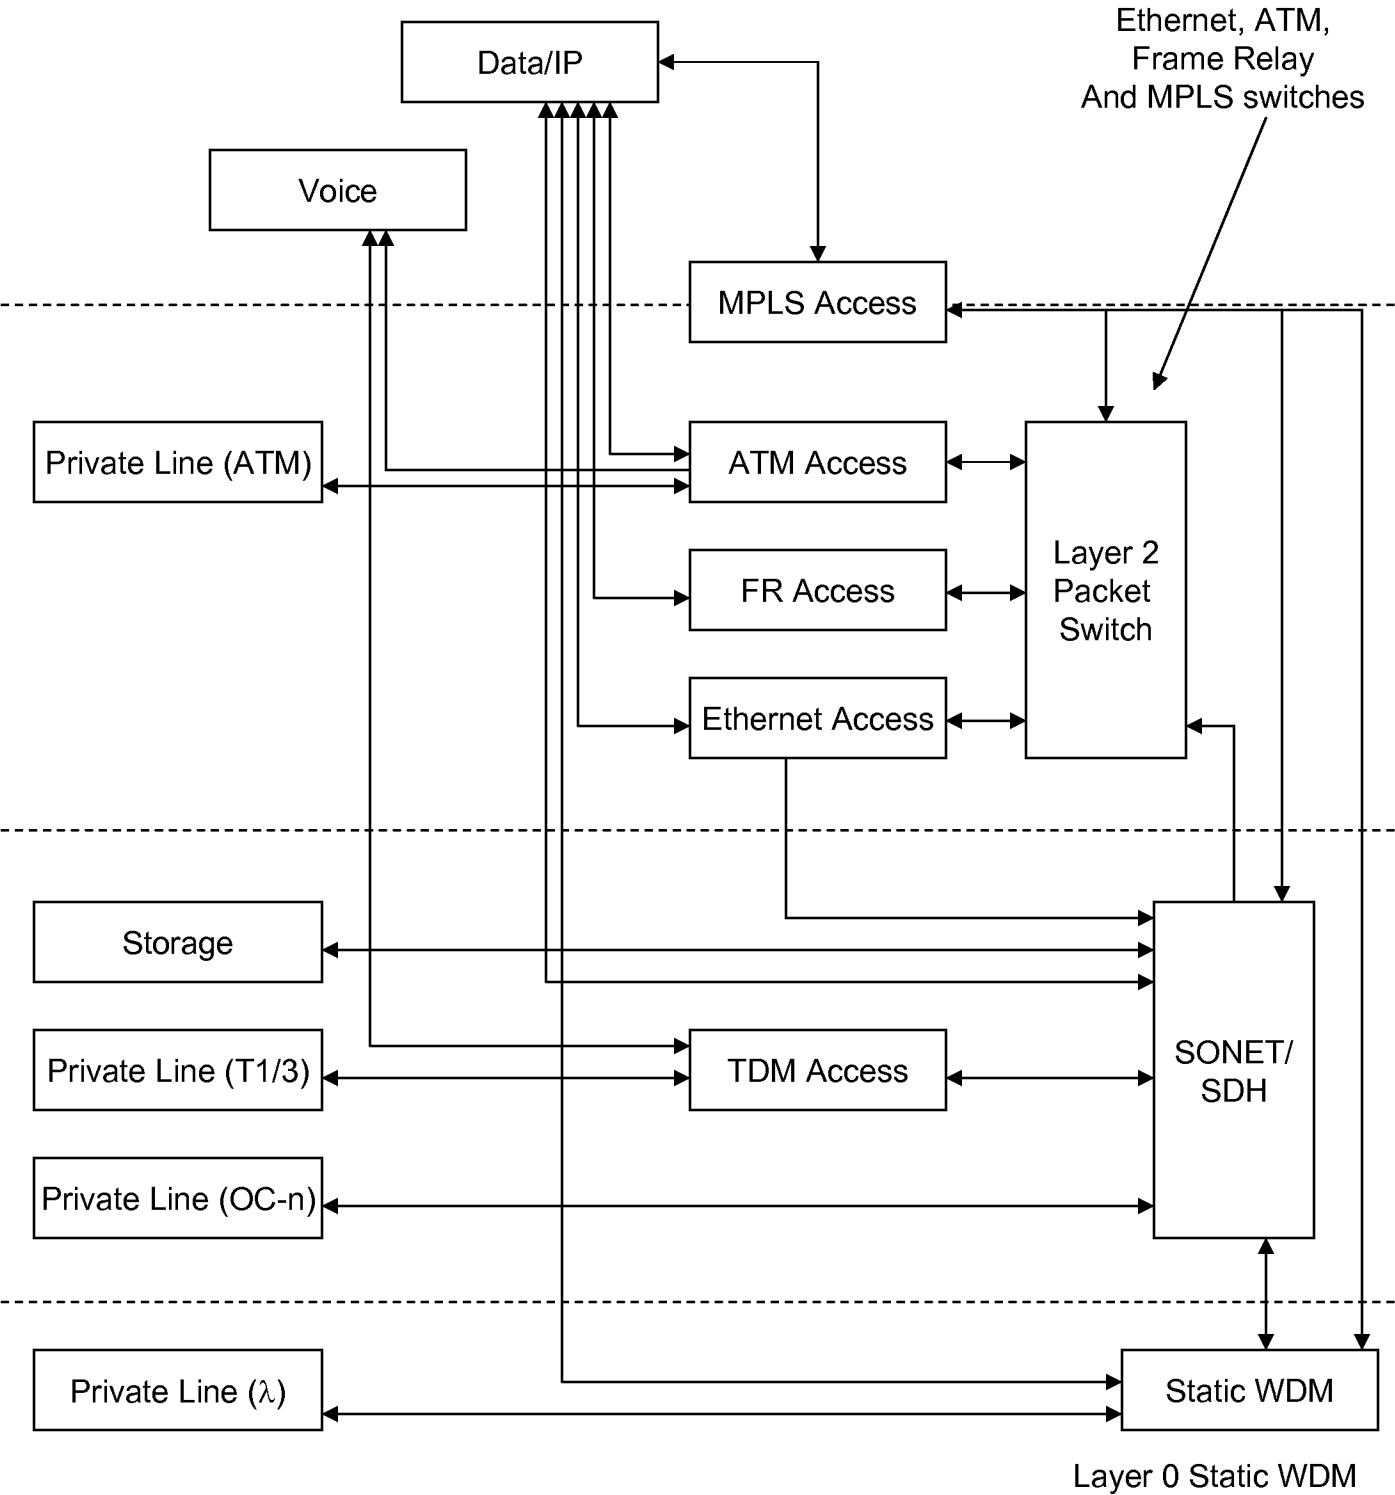 Ethernet, ATM,
Frame Relay
And MPLS switches
Data/IP
Voice
MPLS Access
Private Line (ATM)
ATM Access
Layer 2
Packet
Switch
FR Access
Ethernet Access
Storage
SONET/
SDH
Private Line (T1/3)
TDM Access
Private Line (OC-n)
Private Line (λ)
Static WDM
Layer 0 Static WDM